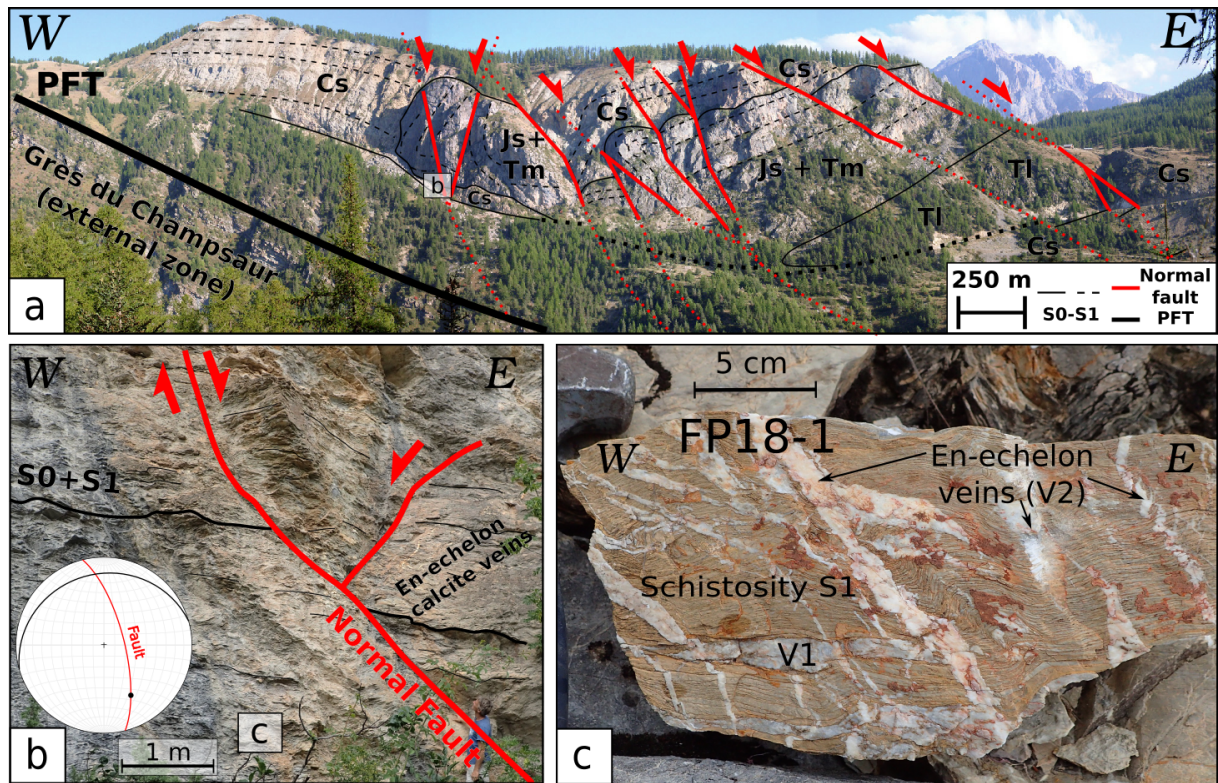 W
E
PFT
Cs
Cs
Cs
Js+
Tm
Js + Tm
Tl
Cs
Tl
b
Cs
Cs
Grès du Champsaur
(external zone)
250 m
Normal
fault
S0-S1
PFT
a
W
E
S0+S1
En-echelon
calcite veins
Fault
Normal Fault
c
1 m
b
5 cm
FP18-1
W
E
En-echelon
veins (V2)
Schistosity S1
V1
c